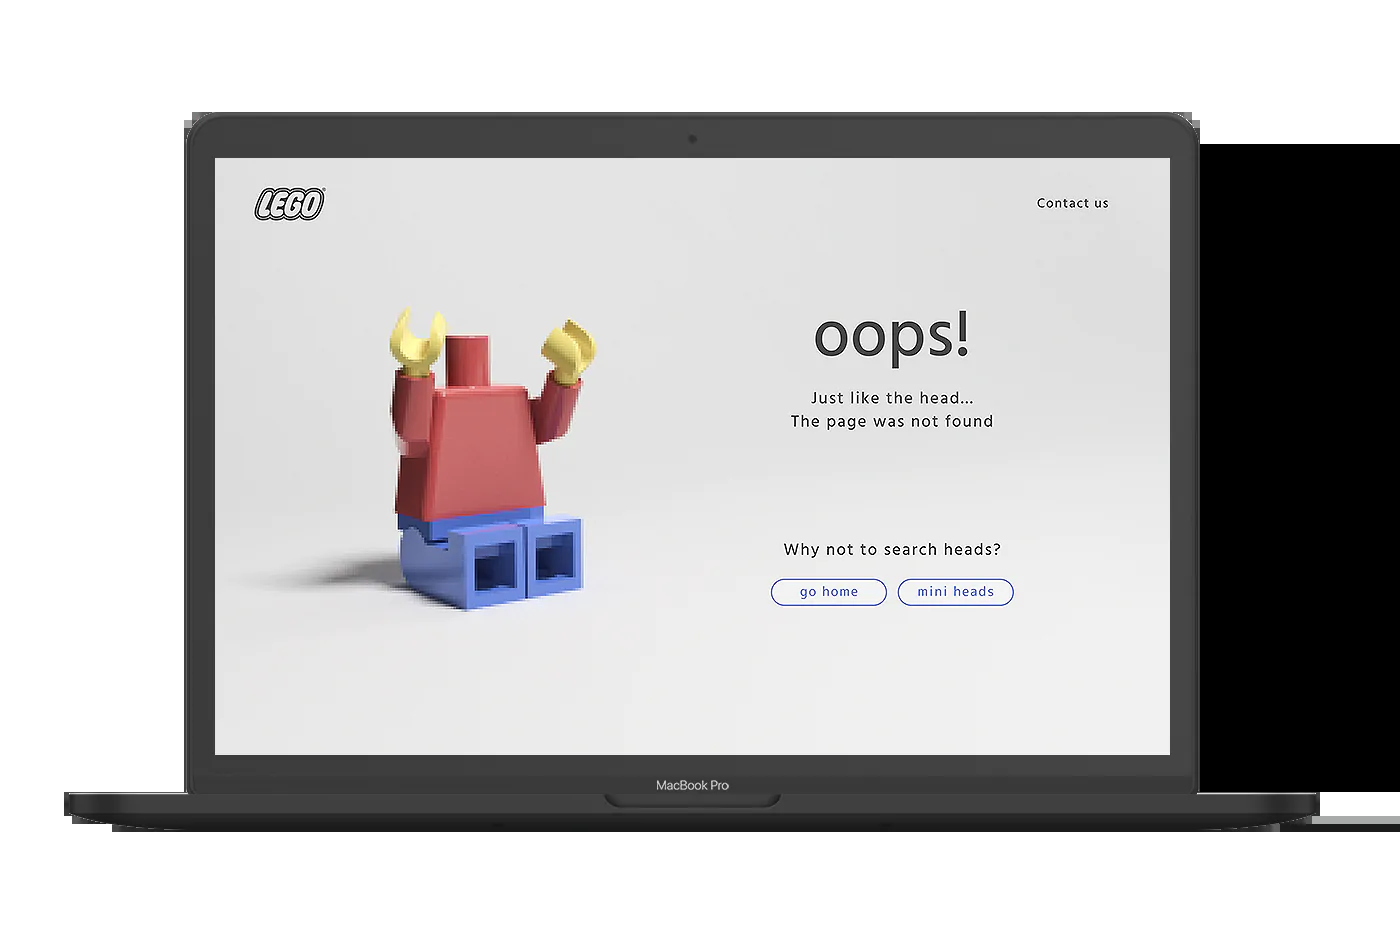 LEGO
Contact us
oops!
Just like the head...
The page was not found
Why not to search heads?
go home
mini heads
MacBook Pro